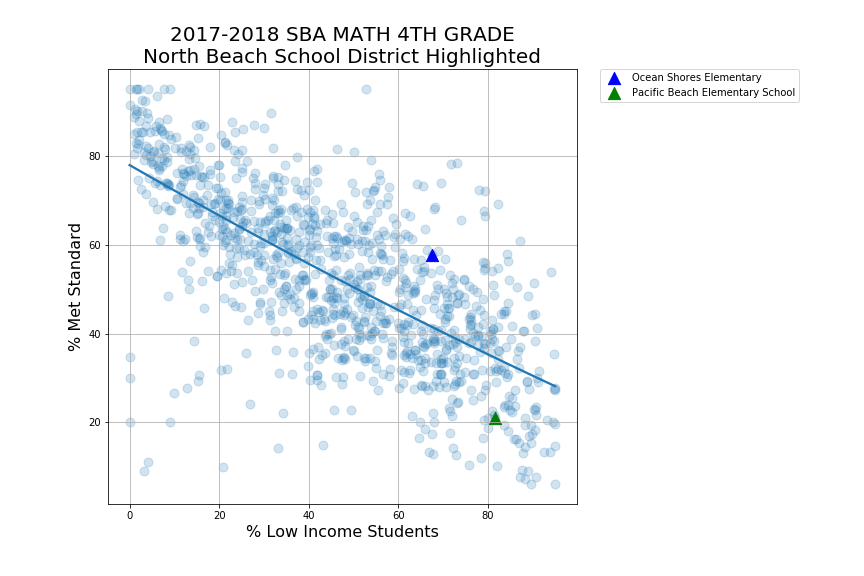 2017-2018 SBA MATH 4TH GRADE
North Beach School District Highlighted
Ocean Shores Elementary
Pacific Beach Elementary School
% Met Standard
80
60
40
20
0
20
40
60
80
% Low Income Students